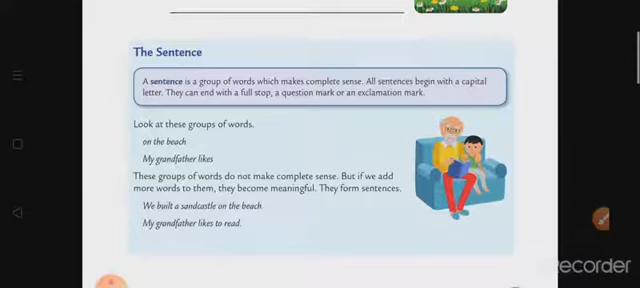 The Sentence
A sentence is a group of words which makes complete sense. All sentences begin with a capital
letter. They can end with a full stop, a question mark or an exclamation mark.
Look at these groups of words.
on the beach
My grandfather likes
These groups of words do not make complete sense. But if we add
more words to them, they become meaningful. They form sentences.
We built a sandcastle on the beach.
My grandfather likes to read.
ecorder